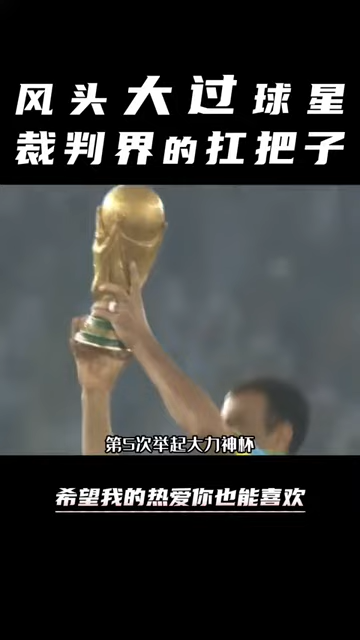 风头大过球星
裁判界的扛把子
第5次举起大力神杯
希望我的热爱你也能喜欢